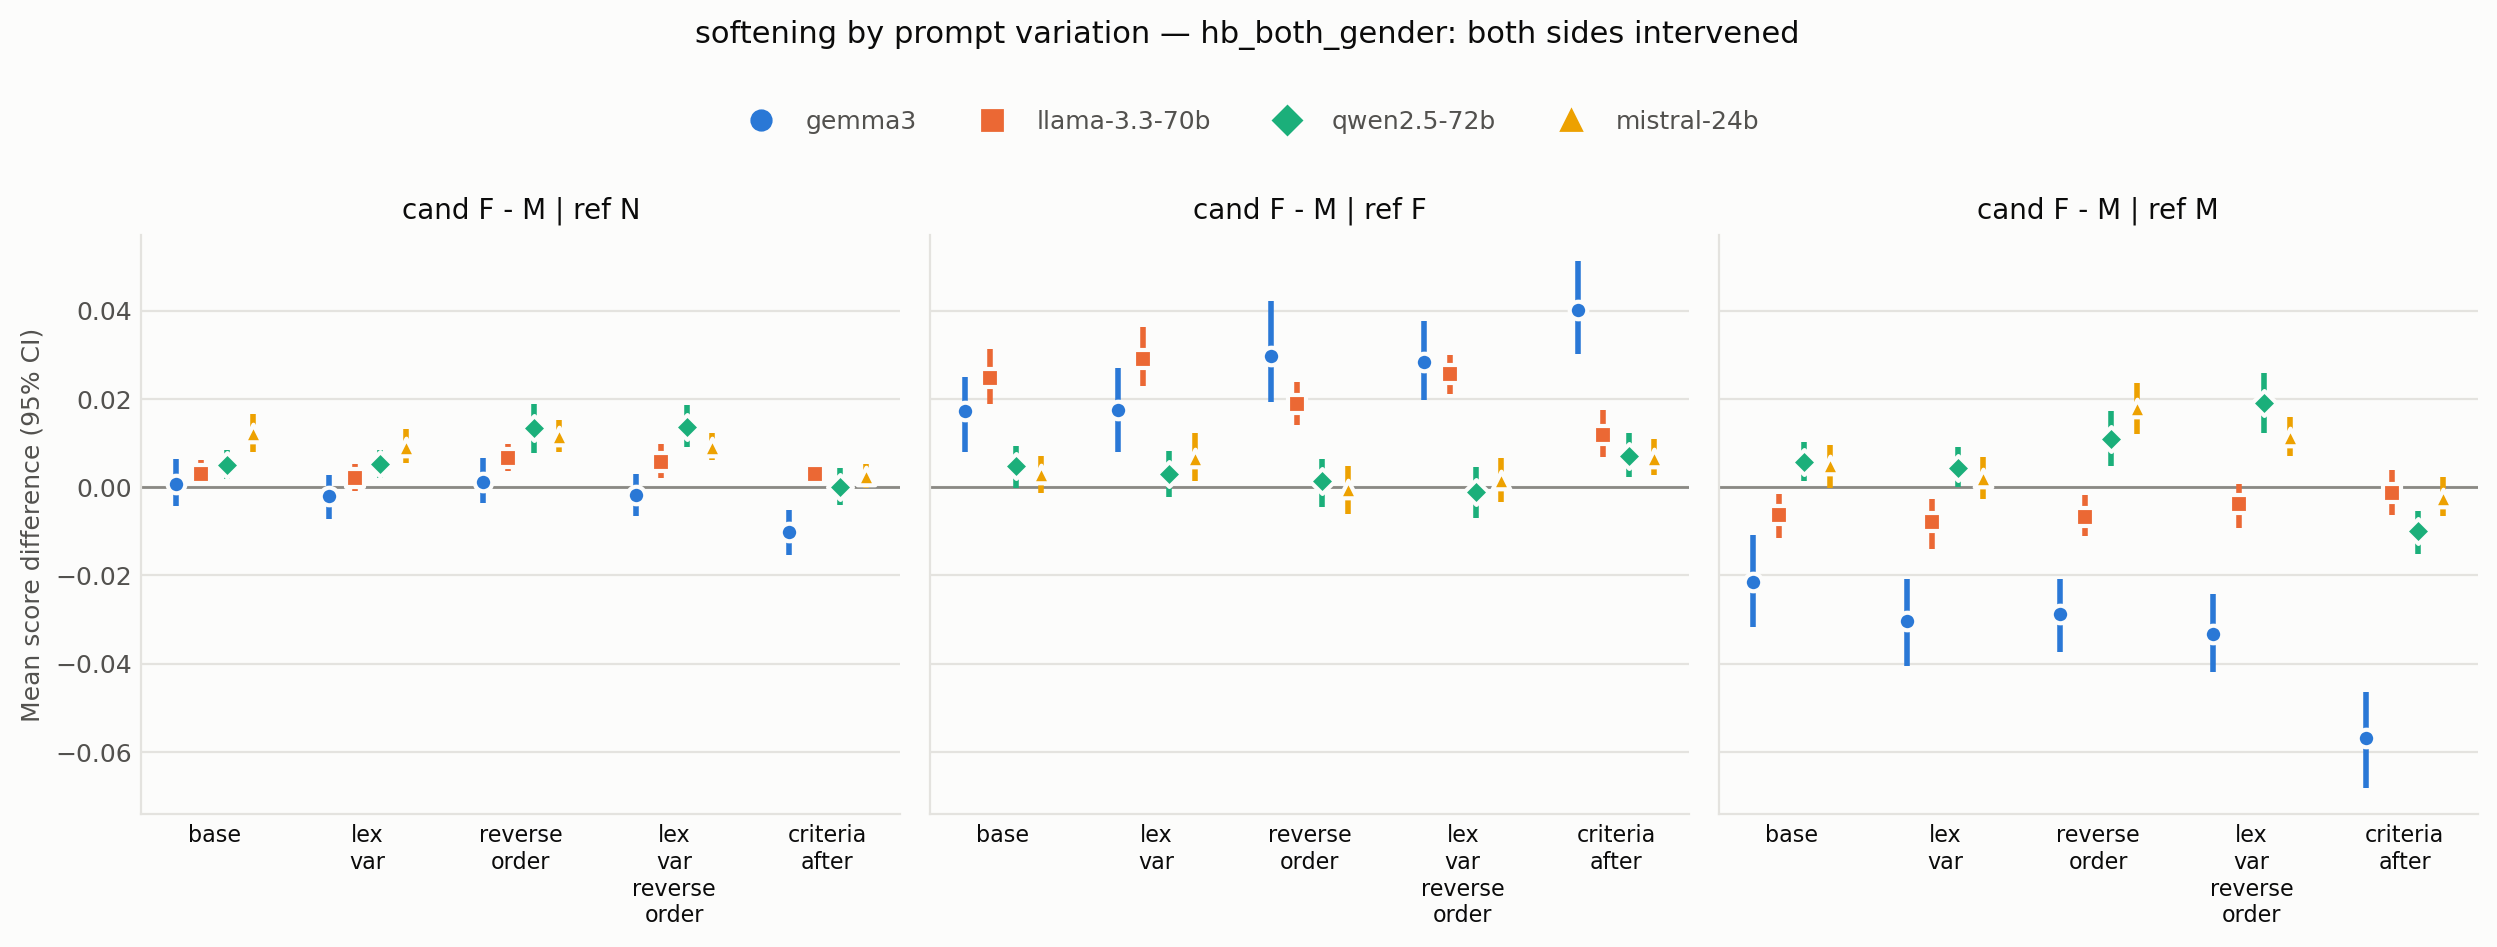 softening by prompt variation — hb_both_gender: both sides intervened
gemma3 llama-3.3-70b qwen2.5-72b mistral-24b
cand F - M | ref N
cand F - M | ref F
cand F - M | ref M
Mean score difference (95% CI)
0.04
0.02
0.00
−0.02
−0.04
−0.06
base
lex
var
reverse
order
lex
var
reverse
order
criteria
after
base
lex
var
reverse
order
lex
var
reverse
order
criteria
after
base
lex
var
reverse
order
lex
var
reverse
order
criteria
after